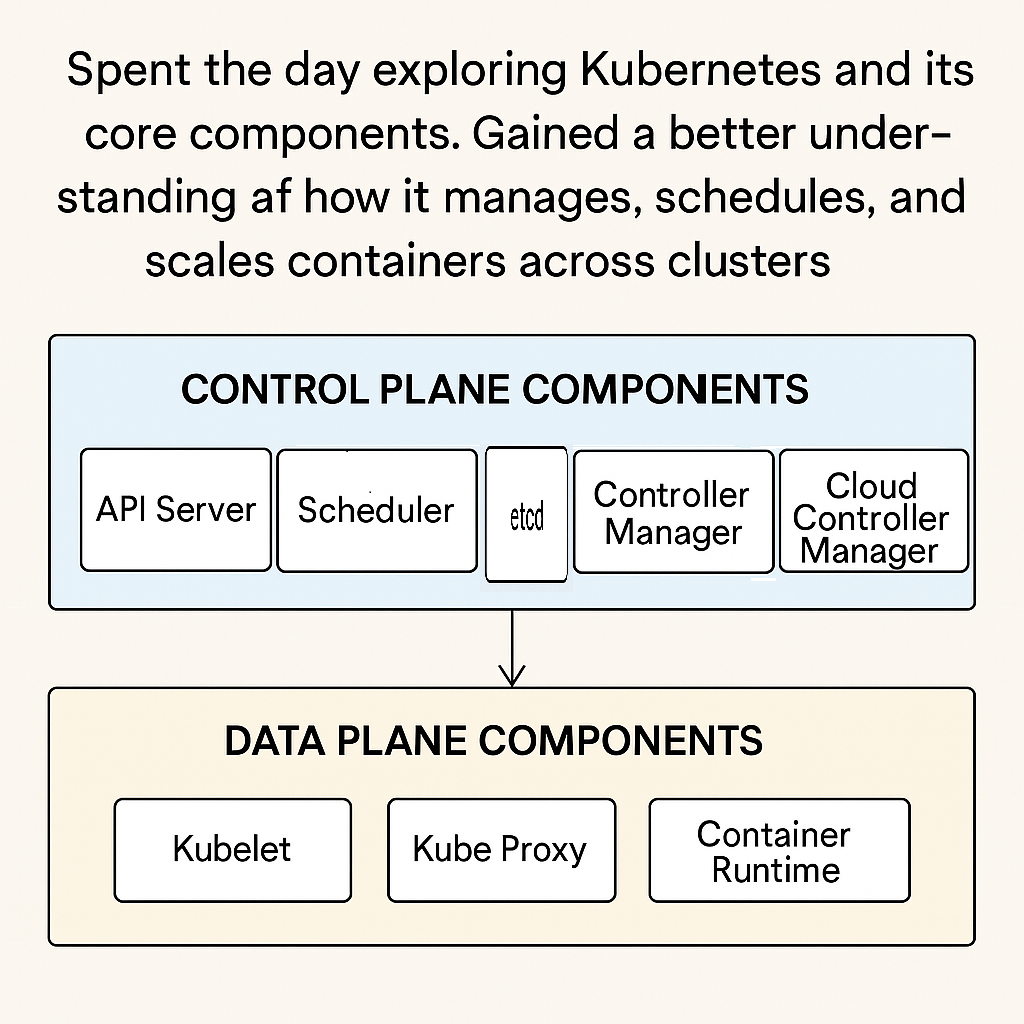 Spent the day exploring Kubernetes and its
core components. Gained a better under–
standing af how it manages, schedules, and
scales containers across clusters
CONTROL PLANE COMPONENTS
API Server
Scheduler
etcd
Controller
Manager
Cloud
Controller
Manager
DATA PLANE COMPONENTS
Kubelet
Kube Proxy
Container
Runtime